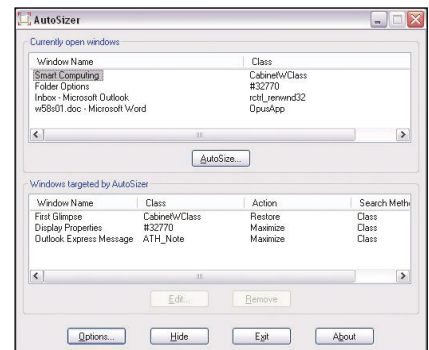 AutoSizer
Currently open windows
Window Name Class
Smart Computing CabinetWClass
Folder Options #32770
Inbox - Microsoft Outlook rctrl_renwnd32
w58s01.doc - Microsoft Word OpusApp
AutoSize...
Windows targeted by AutoSizer
Window Name Class Action Search Meth
First Glimpse CabinetWClass Restore Class
Display Properties #32770 Maximize Class
Outlook Express Message ATH_Note Maximize Class
Edit... Remove
Options... Hide Exit About